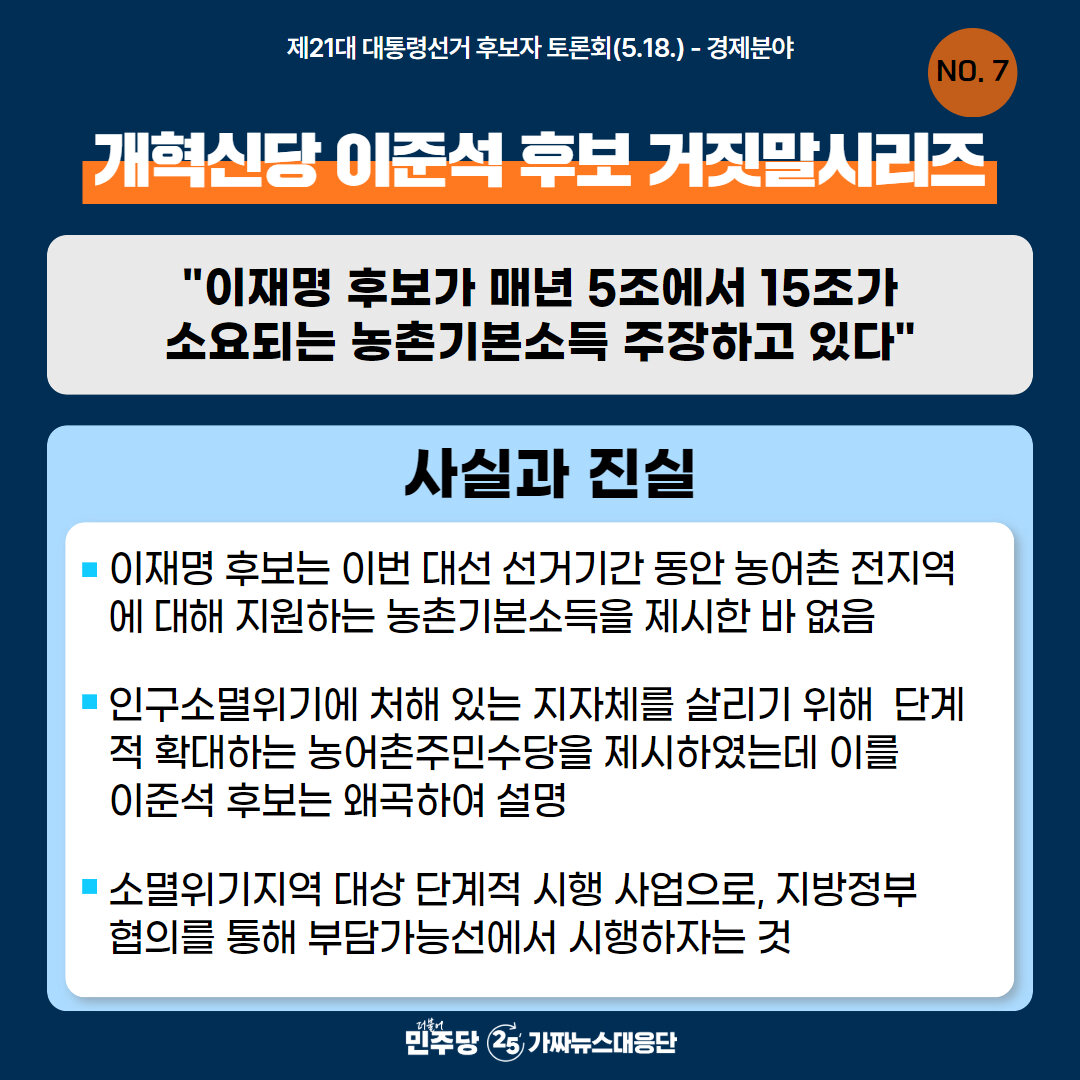 제21대 대통령선거 후보자 토론회(5.18.) - 경제분야
NO. 7
개혁신당 이준석 후보 거짓말시리즈
"이재명 후보가 매년 5조에서 15조가
소요되는 농촌기본소득 주장하고 있다"
사실과 진실
이재명 후보는 이번 대선 선거기간 동안 농어촌 전지역
에 대해 지원하는 농촌기본소득을 제시한 바 없음
인구소멸위기에 처해 있는 지자체를 살리기 위해 단계
적 확대하는 농어촌주민수당을 제시하였는데 이를
이준석 후보는 왜곡하여 설명
소멸위기지역 대상 단계적 시행 사업으로, 지방정부
협의를 통해 부담가능선에서 시행하자는 것
더불어
민주당 25 가짜뉴스대응단